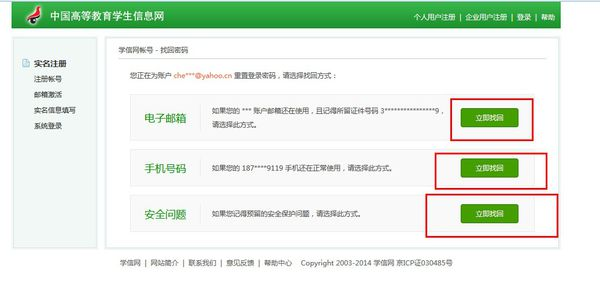 中国高等教育学生信息网
个人用户注册 | 企业用户注册 | 登录 | 帮助
实名注册
注册帐号
邮箱激活
实名信息填写
系统登录
学信网帐号 - 找回密码
您正在为账户 che***@yahoo.cn 重置登录密码，请选择找回方式：
电子邮箱
如果您的 *** 账户邮箱还在使用，且记得所留证件号码 3****************9，
请选择此方式。
立即找回
手机号码
如果您的 187****9119 手机还在正常使用，请选择此方式。
立即找回
安全问题
如果您记得预留的安全保护问题，请选择此方式。
立即找回
学信网 | 网站简介 | 联系我们 | 意见反馈 | 帮助中心 Copyright 2003-2014 学信网 京ICP证030485号